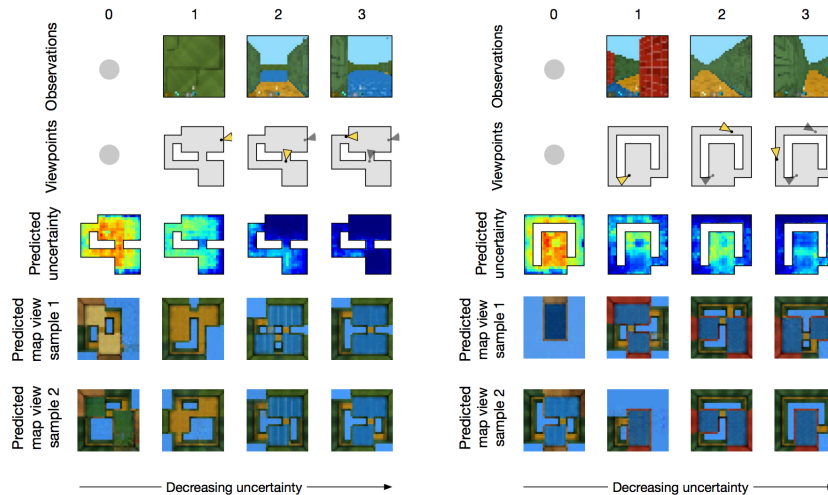 0 1 2 3
Observations
Viewpoints
Predicted
uncertainty
Predicted
map view
sample 1
Predicted
map view
sample 2
Decreasing uncertainty
0 1 2 3
Observations
Viewpoints
Predicted
uncertainty
Predicted
map view
sample 1
Predicted
map view
sample 2
Decreasing uncertainty